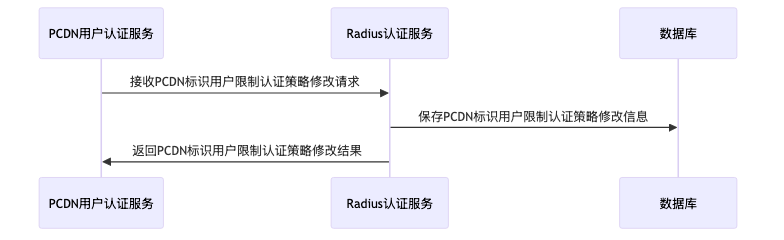 PCDN用户认证服务
Radius认证服务
数据库
接收PCDN标识用户限制认证策略修改请求
保存PCDN标识用户限制认证策略修改信息
返回PCDN标识用户限制认证策略修改结果
PCDN用户认证服务
Radius认证服务
数据库